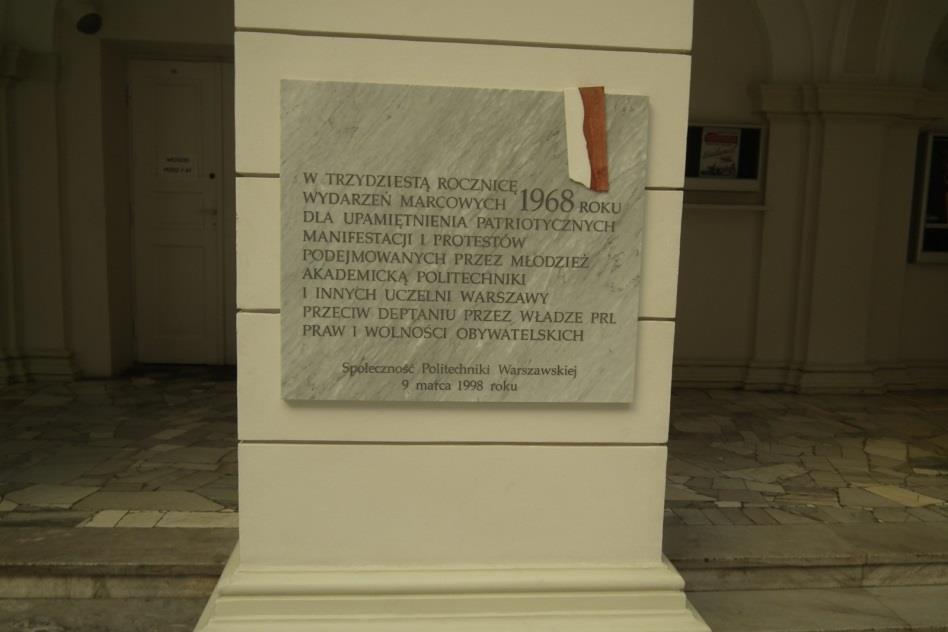 W TRZYDZIESTĄ ROCZNICĘ
WYDARZEŃ MARCOWYCH 1968 ROKU
DLA UPAMIĘTNIENIA PATRIOTYCZNYCH
MANIFESTACJI I PROTESTÓW
PODEJMOWANYCH PRZEZ MŁODZIEŻ
AKADEMICKĄ POLITECHNIKI
I INNYCH UCZELNI WARSZAWY
PRZECIW DEPTANIU PRZEZ WŁADZE PRL
PRAW I WOLNOŚCI OBYWATELSKICH
Społeczność Politechniki Warszawskiej
9 marca 1998 roku